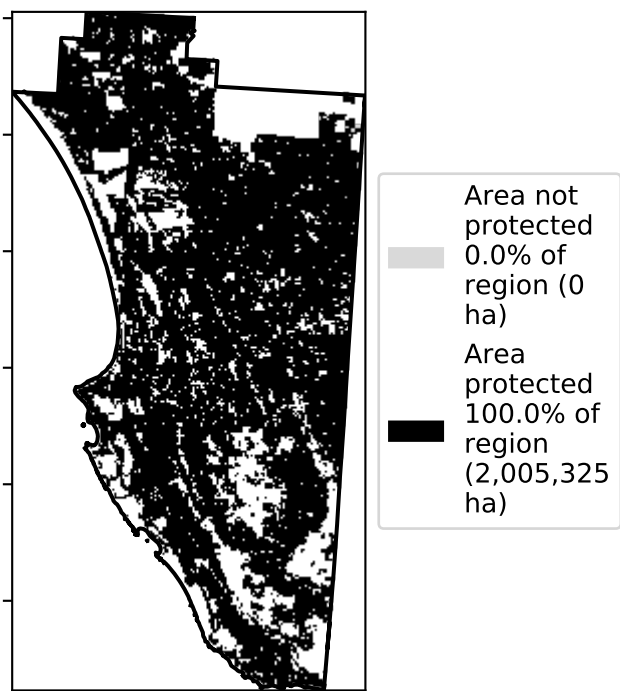 Area not
protected
0.0% of
region (0
ha)
Area
protected
100.0% of
region
(2,005,325
ha)